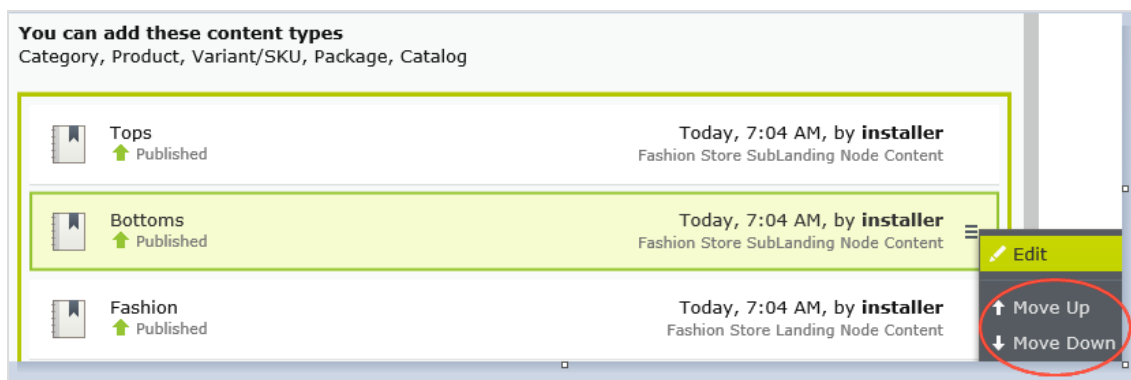 You can add these content types
Category, Product, Variant/SKU, Package, Catalog
Tops
Today, 7:04 AM, by installer
Published
Fashion Store SubLanding Node Content
Bottoms
Today, 7:04 AM, by installer
Published
Fashion Store SubLanding Node Content
Edit
Fashion
Today, 7:04 AM, by installer
Published
Fashion Store Landing Node Content
Move Up
Move Down